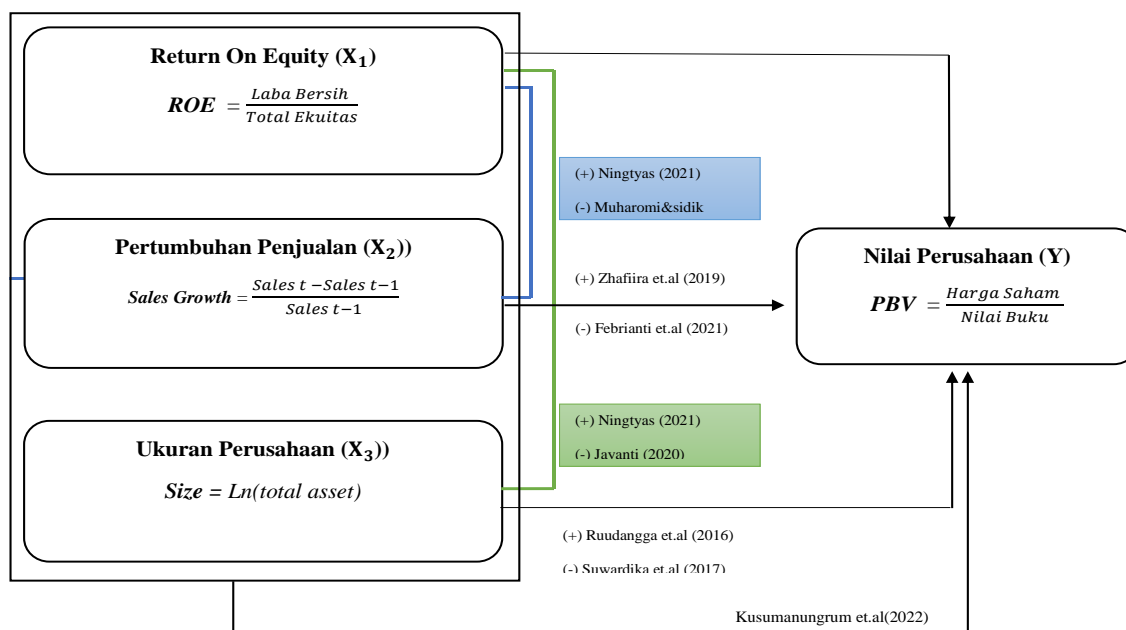 Return On Equity (X₁)
ROE = Laba Bersih / Total Ekuitas
(+) Ningtyas (2021)
(-) Muharomi&sidik
Pertumbuhan Penjualan (X₂))
Sales Growth = Sales t −Sales t−1 / Sales t−1
(+) Zhafiira et.al (2019)
(-) Febrianti et.al (2021)
Nilai Perusahaan (Y)
PBV = Harga Saham / Nilai Buku
Ukuran Perusahaan (X₃))
Size = Ln(total asset)
(+) Ningtyas (2021)
(-) Javanti (2020)
(+) Ruudangga et.al (2016)
(-) Suwardika et.al (2017)
Kusumanungrum et.al(2022)